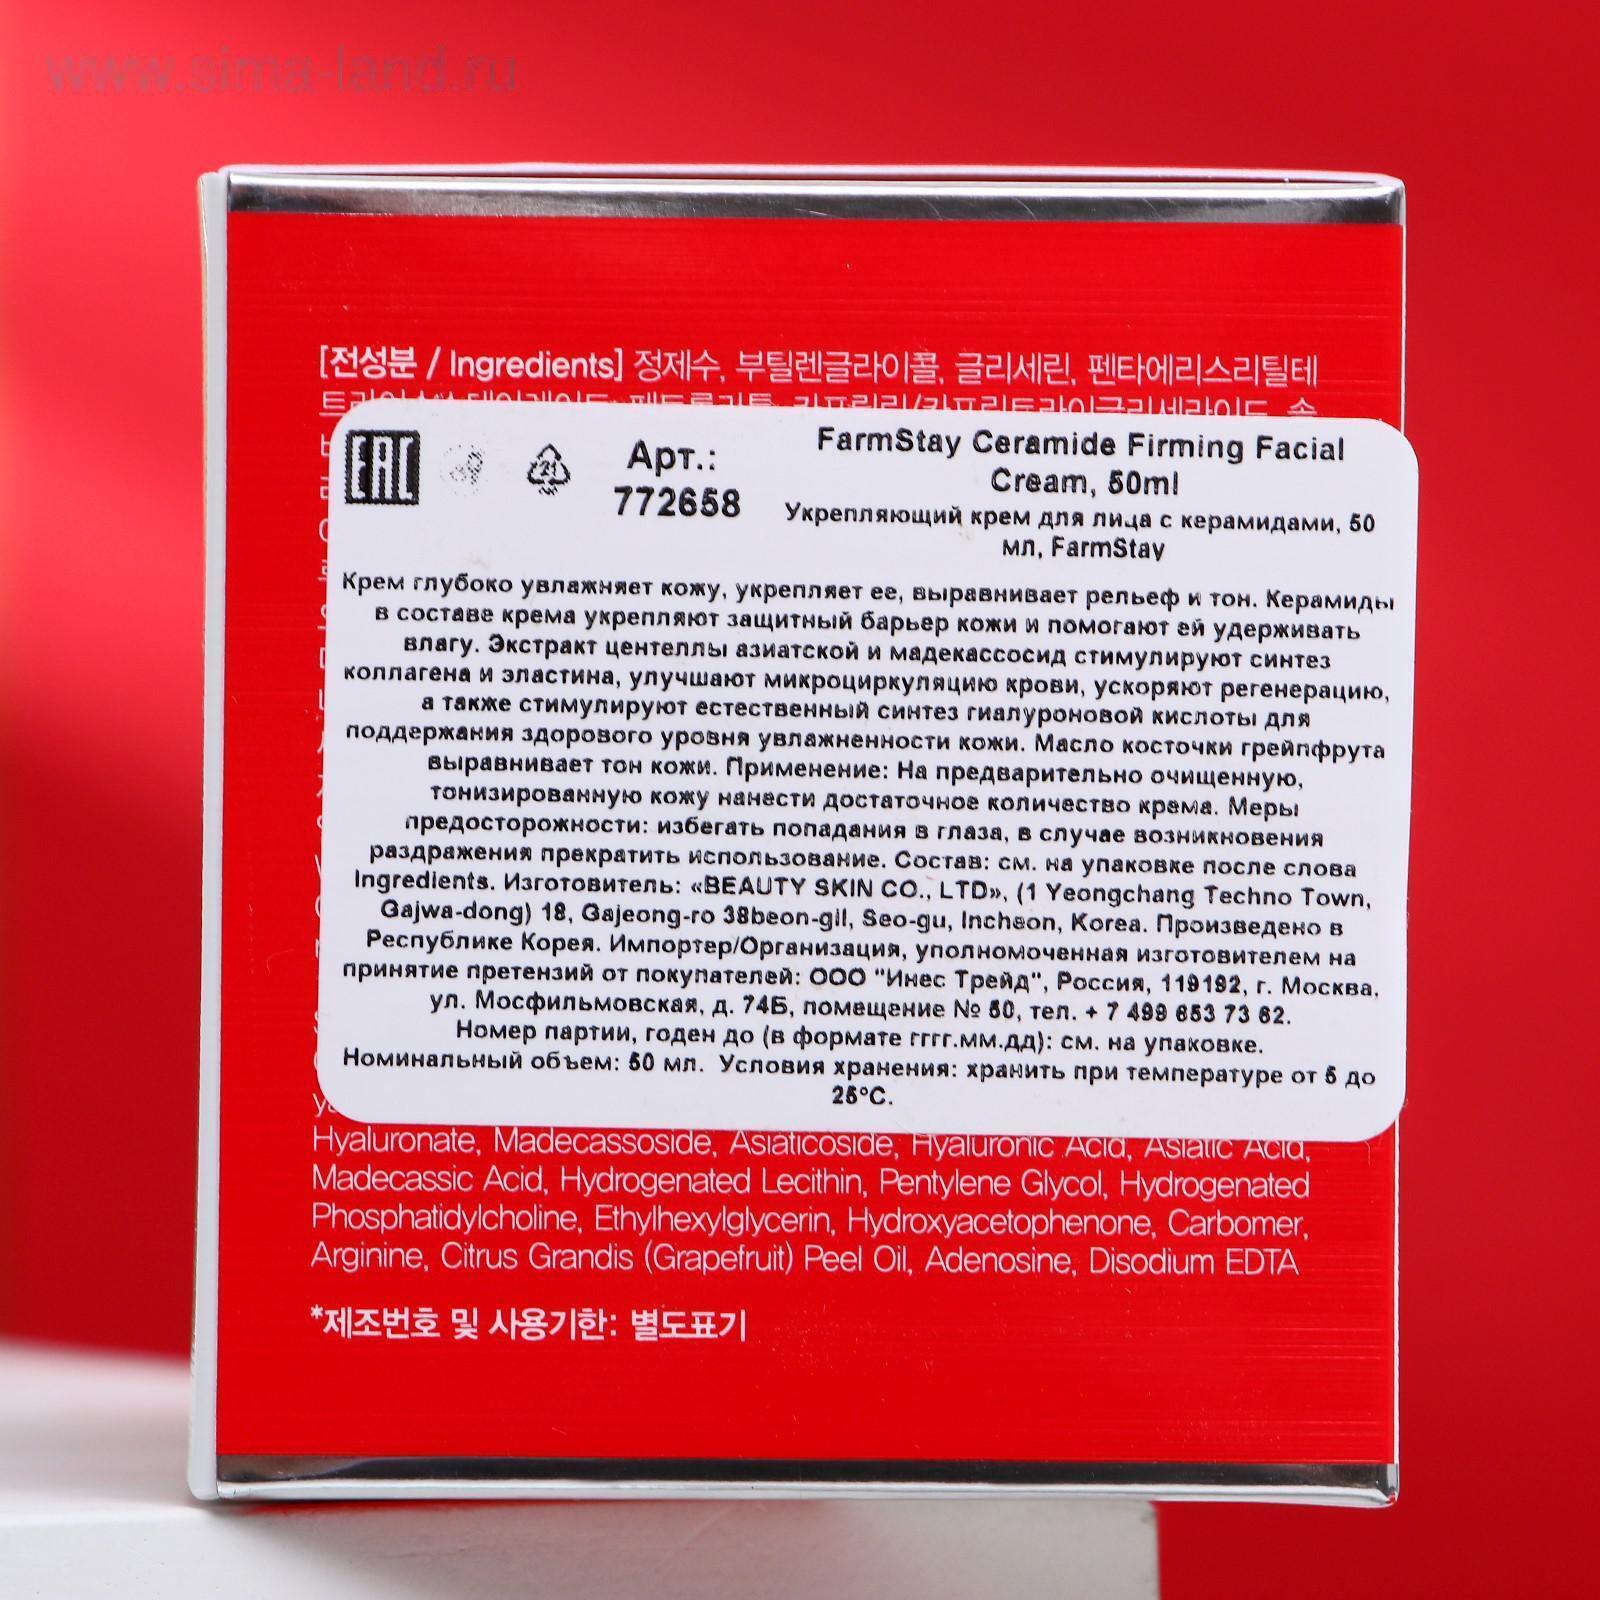 www.sima-land.ru
[전성분 / Ingredients] 정제수, 부틸렌글라이콜, 글리세린, 펜타에리스리틸테
EAC
21
Арт.:
772658
FarmStay Ceramide Firming Facial
Cream, 50ml
Укрепляющий крем для лица с керамидами, 50
мл, FarmStay
Крем глубоко увлажняет кожу, укрепляет ее, выравнивает рельеф и тон. Керамиды
в составе крема укрепляют защитный барьер кожи и помогают ей удерживать
влагу. Экстракт центеллы азиатской и мадекассосид стимулируют синтез
коллагена и эластина, улучшают микроциркуляцию крови, ускоряют регенерацию,
а также стимулируют естественный синтез гиалуроновой кислоты для
поддержания здорового уровня увлажненности кожи. Масло косточки грейпфрута
выравнивает тон кожи. Применение: На предварительно очищенную,
тонизированную кожу нанести достаточное количество крема. Меры
предосторожности: избегать попадания в глаза, в случае возникновения
раздражения прекратить использование. Состав: см. на упаковке после слова
Ingredients. Изготовитель: «BEAUTY SKIN CO., LTD», (1 Yeongchang Techno Town,
Gajwa-dong) 18, Gajeong-ro 38beon-gil, Seo-gu, Incheon, Korea. Произведено в
Республике Корея. Импортер/Организация, уполномоченная изготовителем на
принятие претензий от покупателей: ООО "Инес Трейд", Россия, 119192, г. Москва,
ул. Мосфильмовская, д. 74Б, помещение № 50, тел. + 7 499 653 73 62.
Номер партии, годен до (в формате гггг.мм.дд): см. на упаковке.
Номинальный объем: 50 мл. Условия хранения: хранить при температуре от 5 до
25°C.
Hyaluronate, Madecassoside, Asiaticoside, Hyaluronic Acid, Asiatic Acid,
Madecassic Acid, Hydrogenated Lecithin, Pentylene Glycol, Hydrogenated
Phosphatidylcholine, Ethylhexylglycerin, Hydroxyacetophenone, Carbomer,
Arginine, Citrus Grandis (Grapefruit) Peel Oil, Adenosine, Disodium EDTA
*제조번호 및 사용기한: 별도표기